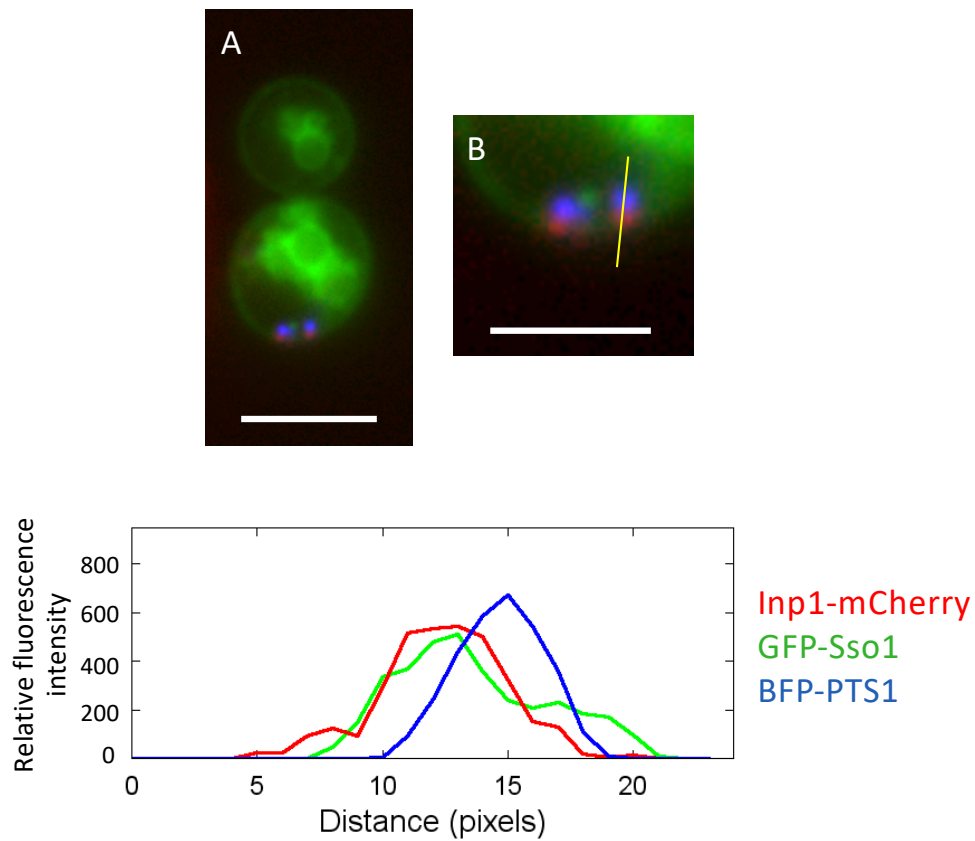 A
B
Relative fluorescence
intensity
800
600
400
200
0
0 5 10 15 20
Distance (pixels)
Inp1-mCherry
GFP-Sso1
BFP-PTS1